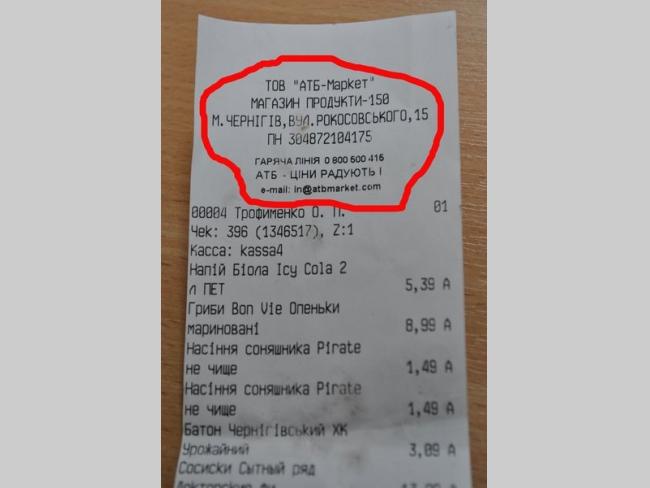 ТОВ "АТБ-Маркет"
МАГАЗИН ПРОДУКТИ-150
М.ЧЕРНІГІВ,ВУЛ.РОКОСОВСЬКОГО,15
ПН 304872104175
ГАРЯЧА ЛІНІЯ 0 800 500 415
АТБ - ЦІНИ РАДУЮТЬ !
e-mail: in@atbmarket.com
00004 Трофименко О. П. 01
Чек: 396 (1346517), Z:1
Касса: kassa4
Напій Біола Icy Cola 2
л ПЕТ 5,39 А
Гриби Bon Vie Опеньки
мариновані 8,99 А
Насіння соняшника Pirate
не чище 1,49 А
Насіння соняшника Pirate
не чище 1,49 А
Батон Чернігівський ХК
Урожайний 3,09 А
Сосиски Сытный ряд